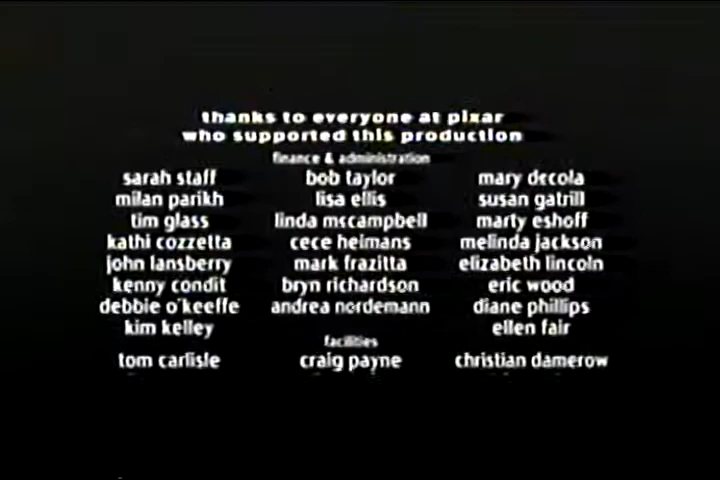 thanks to everyone at pixar
who supported this production
finance & administration
sarah staff bob taylor mary decola
milan parikh lisa ellis susan gatrill
tim glass linda mccampbell marty eshoff
kathi cozzetta cece heimans melinda jackson
john lansberry mark frazitta elizabeth lincoln
kenny condit bryn richardson eric wood
debbie o'keeffe andrea nordemann diane phillips
kim kelley ellen fair
facilities
tom carlisle craig payne christian damerow